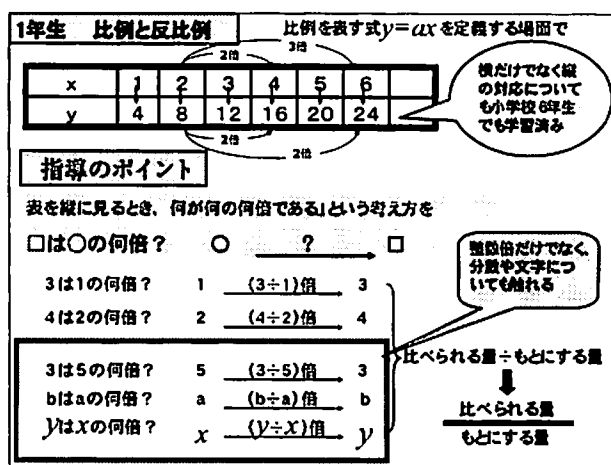 1年生 比例と反比例
比例を表す式y=axを定義する場面で
3倍
2倍
x 1 2 3 4 5 6
y 4 8 12 16 20 24
2倍
2倍
横だけでなく縦
の対応について
も小学校6年生
でも学習済み
指導のポイント
表を縦に見るとき、何が何の何倍である」という考え方を
□は○の何倍? ○ ? □
3は1の何倍? 1 (3÷1)倍 3
4は2の何倍? 2 (4÷2)倍 4
3は5の何倍? 5 (3÷5)倍 3
bはaの何倍? a (b÷a)倍 b
yはxの何倍? x (y÷x)倍 y
整数倍だけでなく、
分数や文字につ
いても触れる
比べられる量÷もとにする量
比べられる量
もとにする量